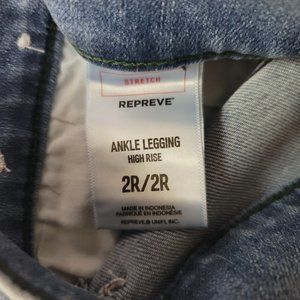 STRETCH
REPREVE®
ANKLE LEGGING
HIGH RISE
2R/2R
MADE IN INDONESIA
FABRIQUÉ EN INDONÉSIE
REPREVE® UNIFI, INC.